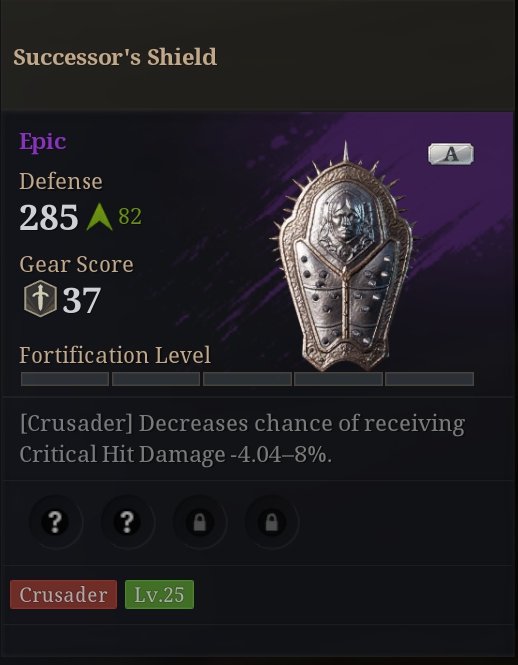 Successor's Shield
Epic
A
Defense
285 82
Gear Score
37
Fortification Level
[Crusader] Decreases chance of receiving
Critical Hit Damage -4.04–8%.
? ?
Crusader Lv.25